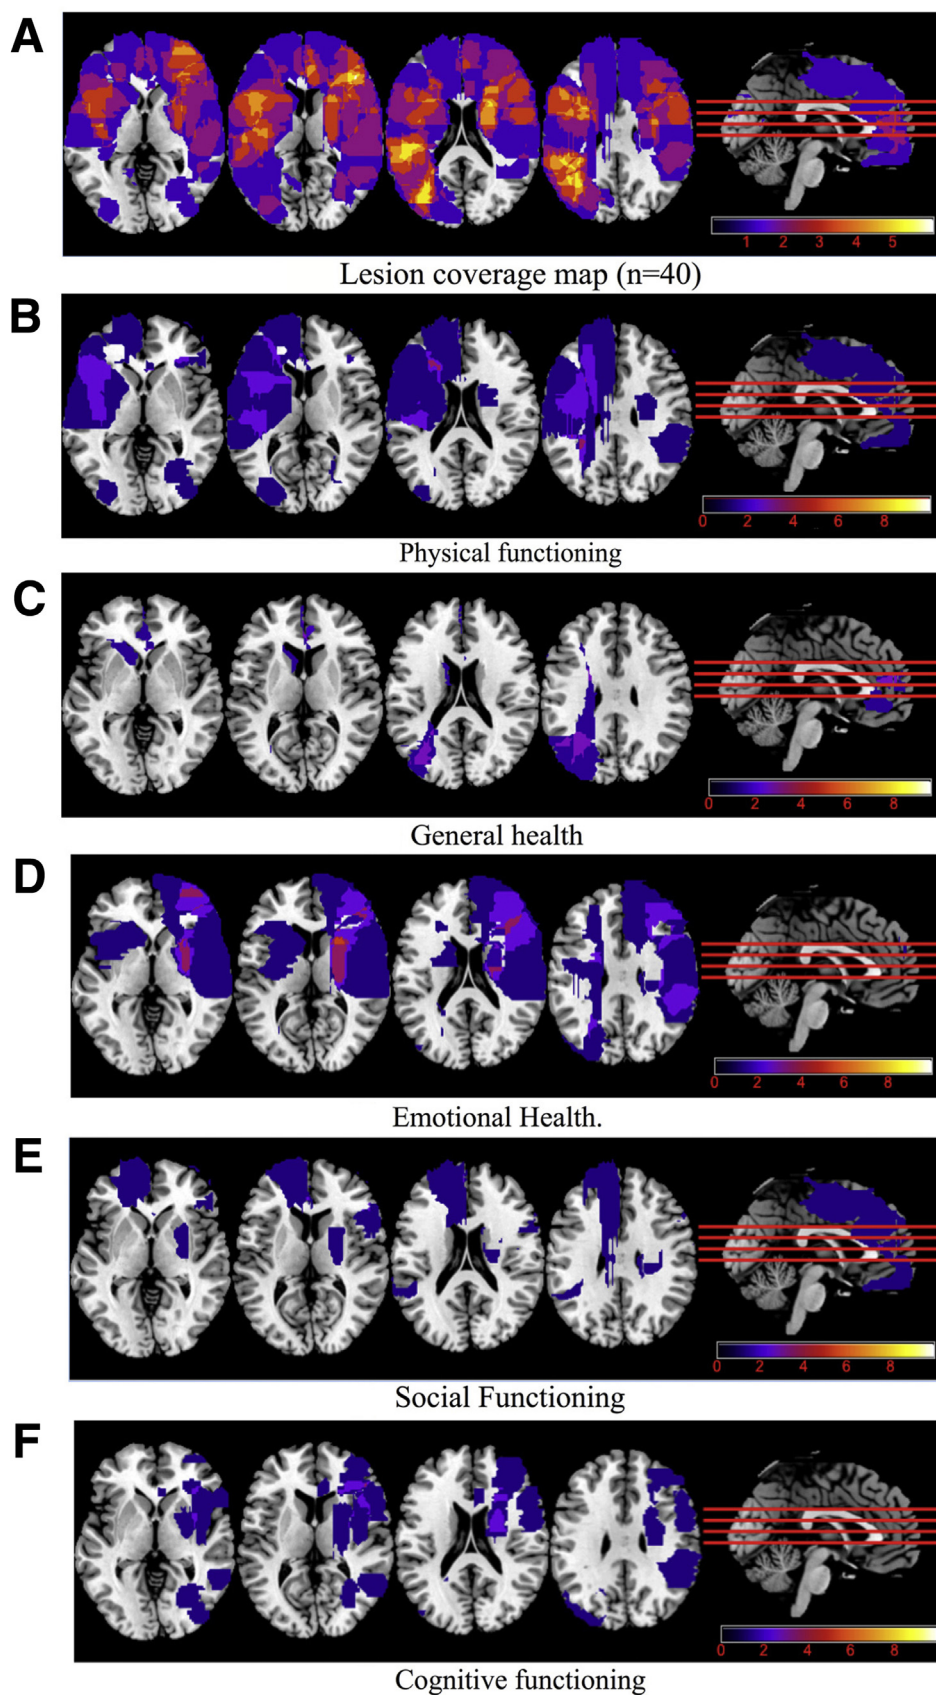 A
1 2 3 4 5
Lesion coverage map (n=40)
B
0 2 4 6 8
Physical functioning
C
0 2 4 6 8
General health
D
0 2 4 6 8
Emotional Health.
E
0 2 4 6 8
Social Functioning
F
0 2 4 6 8
Cognitive functioning